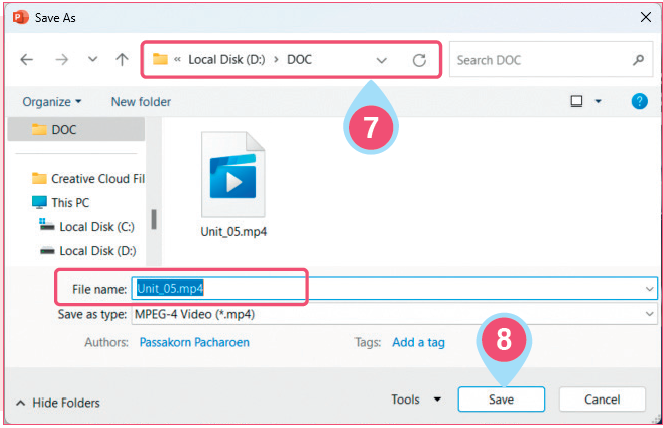 Save As
« Local Disk (D:) › DOC
Search DOC
7
Organize
New folder
DOC
Creative Cloud Fil
This PC
Local Disk (C:)
Local Disk (D:)
Unit_05.mp4
File name: Unit_05.mp4
Save as type: MPEG-4 Video (*.mp4)
Authors: Passakorn Pacharoen
Tags: Add a tag
8
Hide Folders
Tools
Save
Cancel